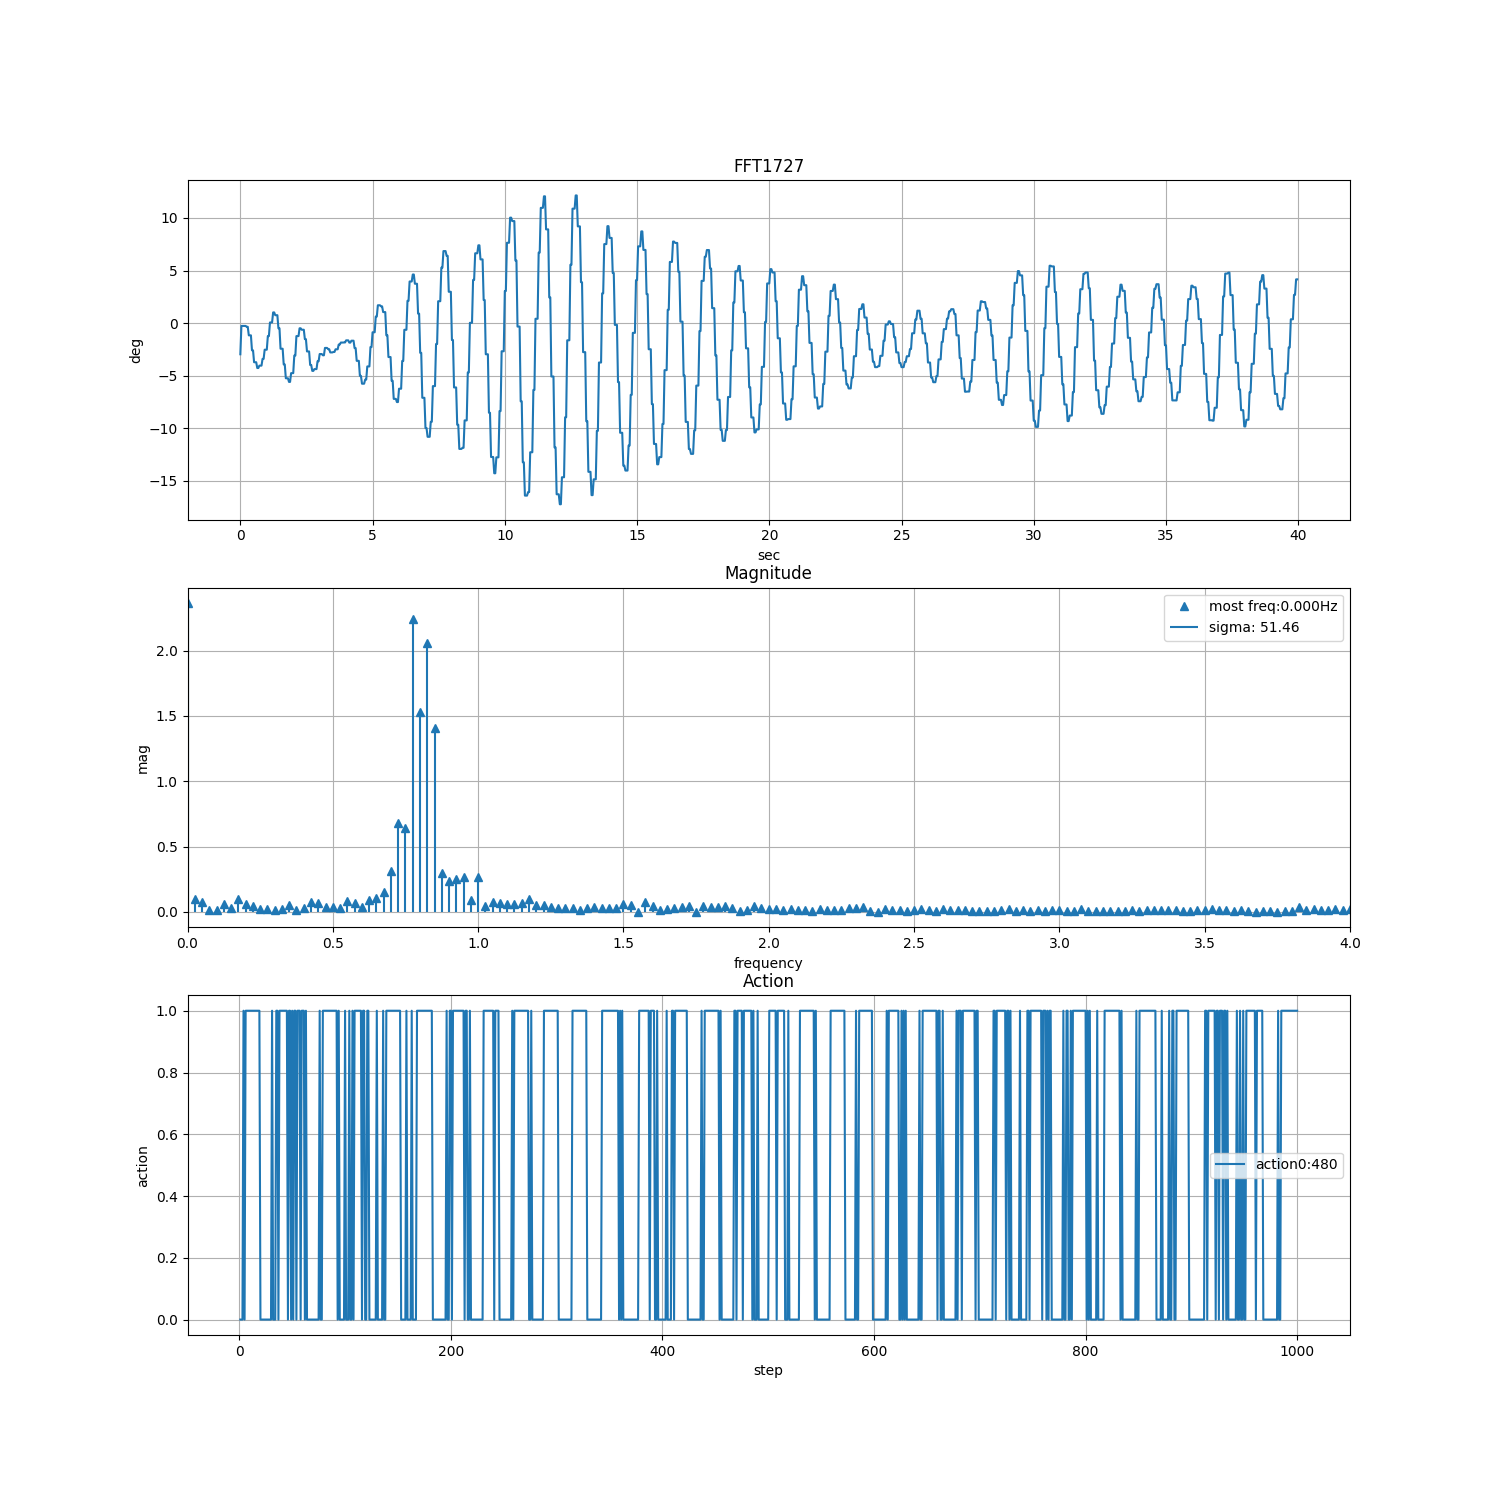 FFT1727
10
5
0
−5
−10
−15
deg
0 5 10 15 20 25 30 35 40
sec
Magnitude
most freq:0.000Hz
sigma: 51.46
2.0
1.5
1.0
0.5
0.0
mag
0.0 0.5 1.0 1.5 2.0 2.5 3.0 3.5 4.0
frequency
Action
1.0
0.8
0.6
0.4
0.2
0.0
action
action0:480
0 200 400 600 800 1000
step